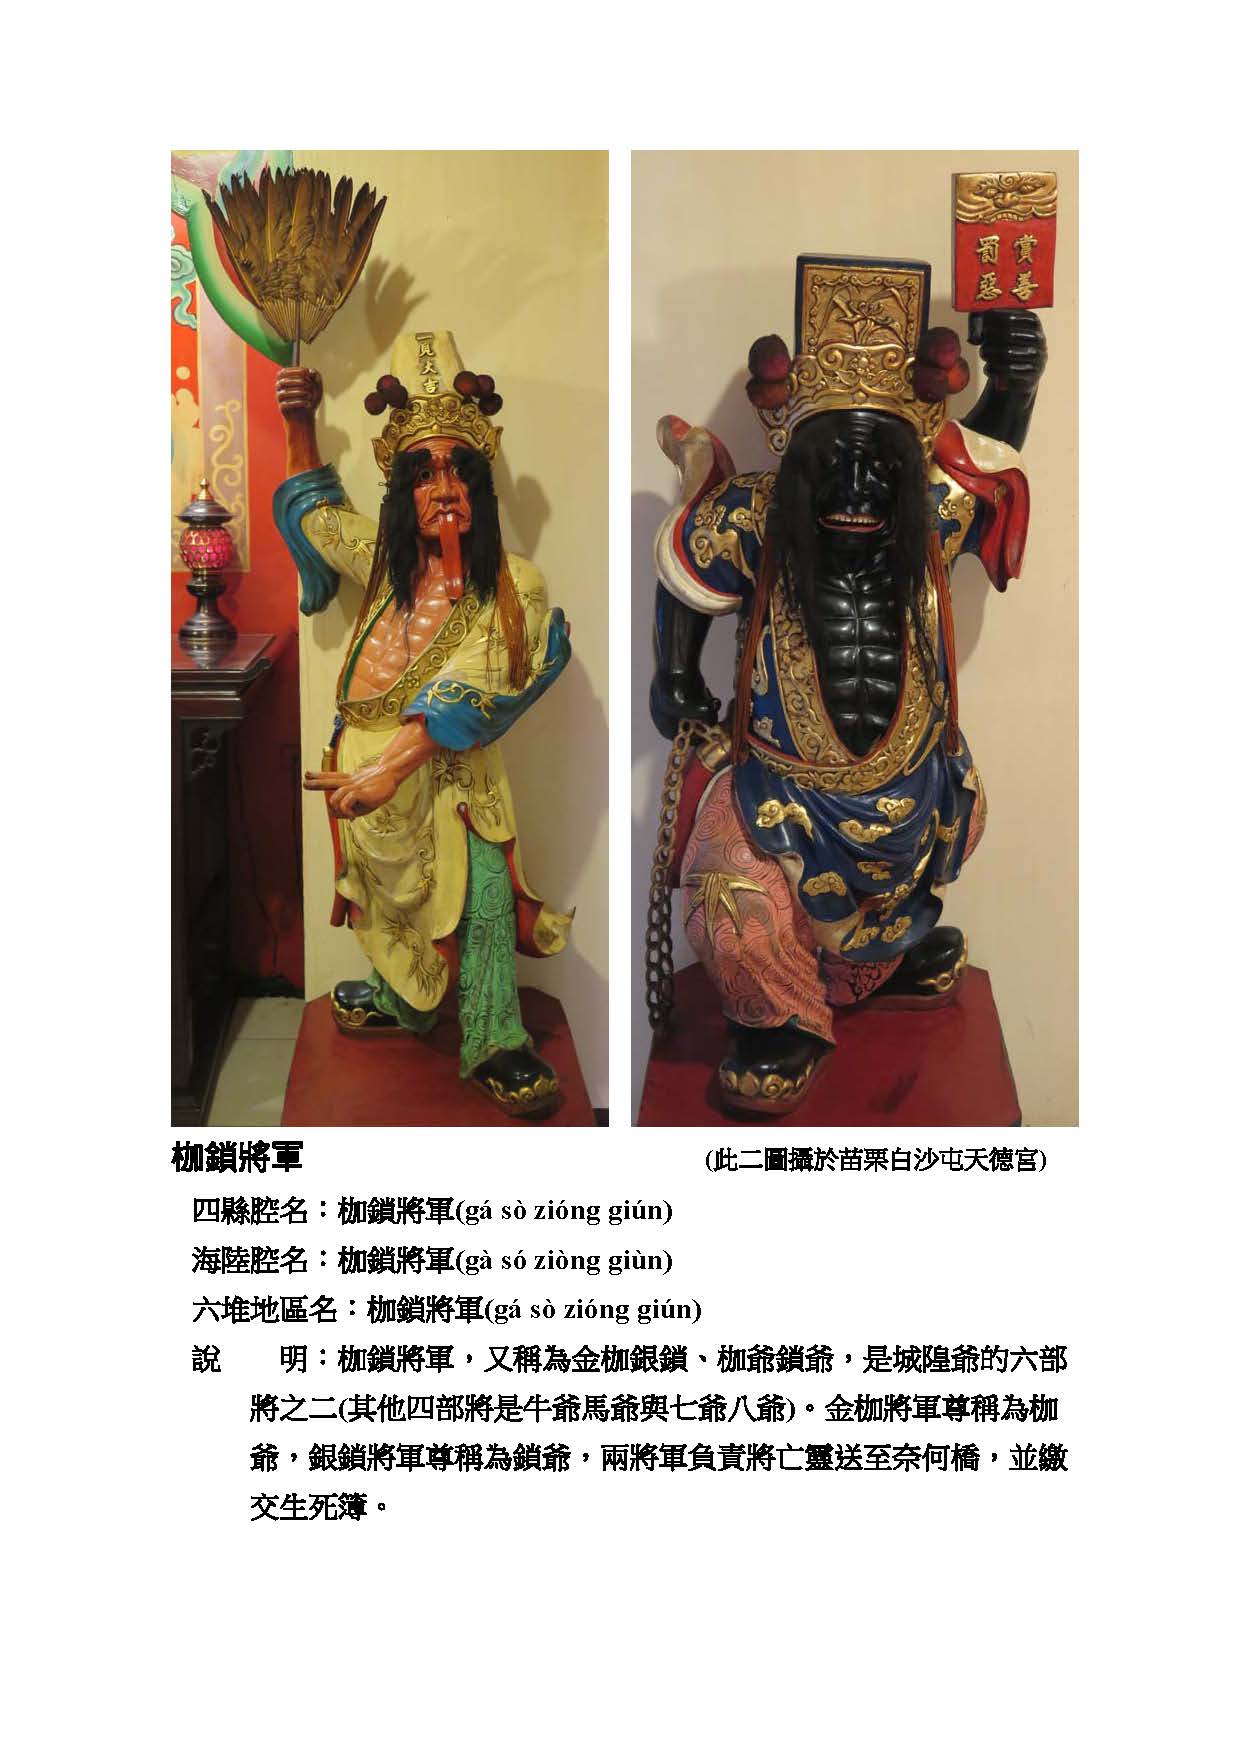 一見大吉
賞善
罰惡
枷鎖將軍
(此二圖攝於苗栗白沙屯天德宮)
四縣腔名：枷鎖將軍(gá sò zióng giún)
海陸腔名：枷鎖將軍(gà só ziòng giùn)
六堆地區名：枷鎖將軍(gá sò zióng giún)
說　　明：枷鎖將軍，又稱為金枷銀鎖、枷爺鎖爺，是城隍爺的六部
將之二(其他四部將是牛爺馬爺與七爺八爺)。金枷將軍尊稱為枷
爺，銀鎖將軍尊稱為鎖爺，兩將軍負責將亡靈送至奈何橋，並繳
交生死簿。